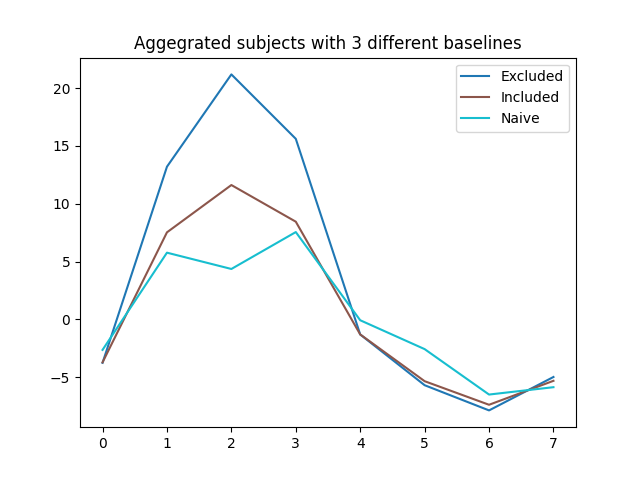 Aggegrated subjects with 3 different baselines
Excluded
Included
Naive
20
15
10
5
0
−5
0 1 2 3 4 5 6 7